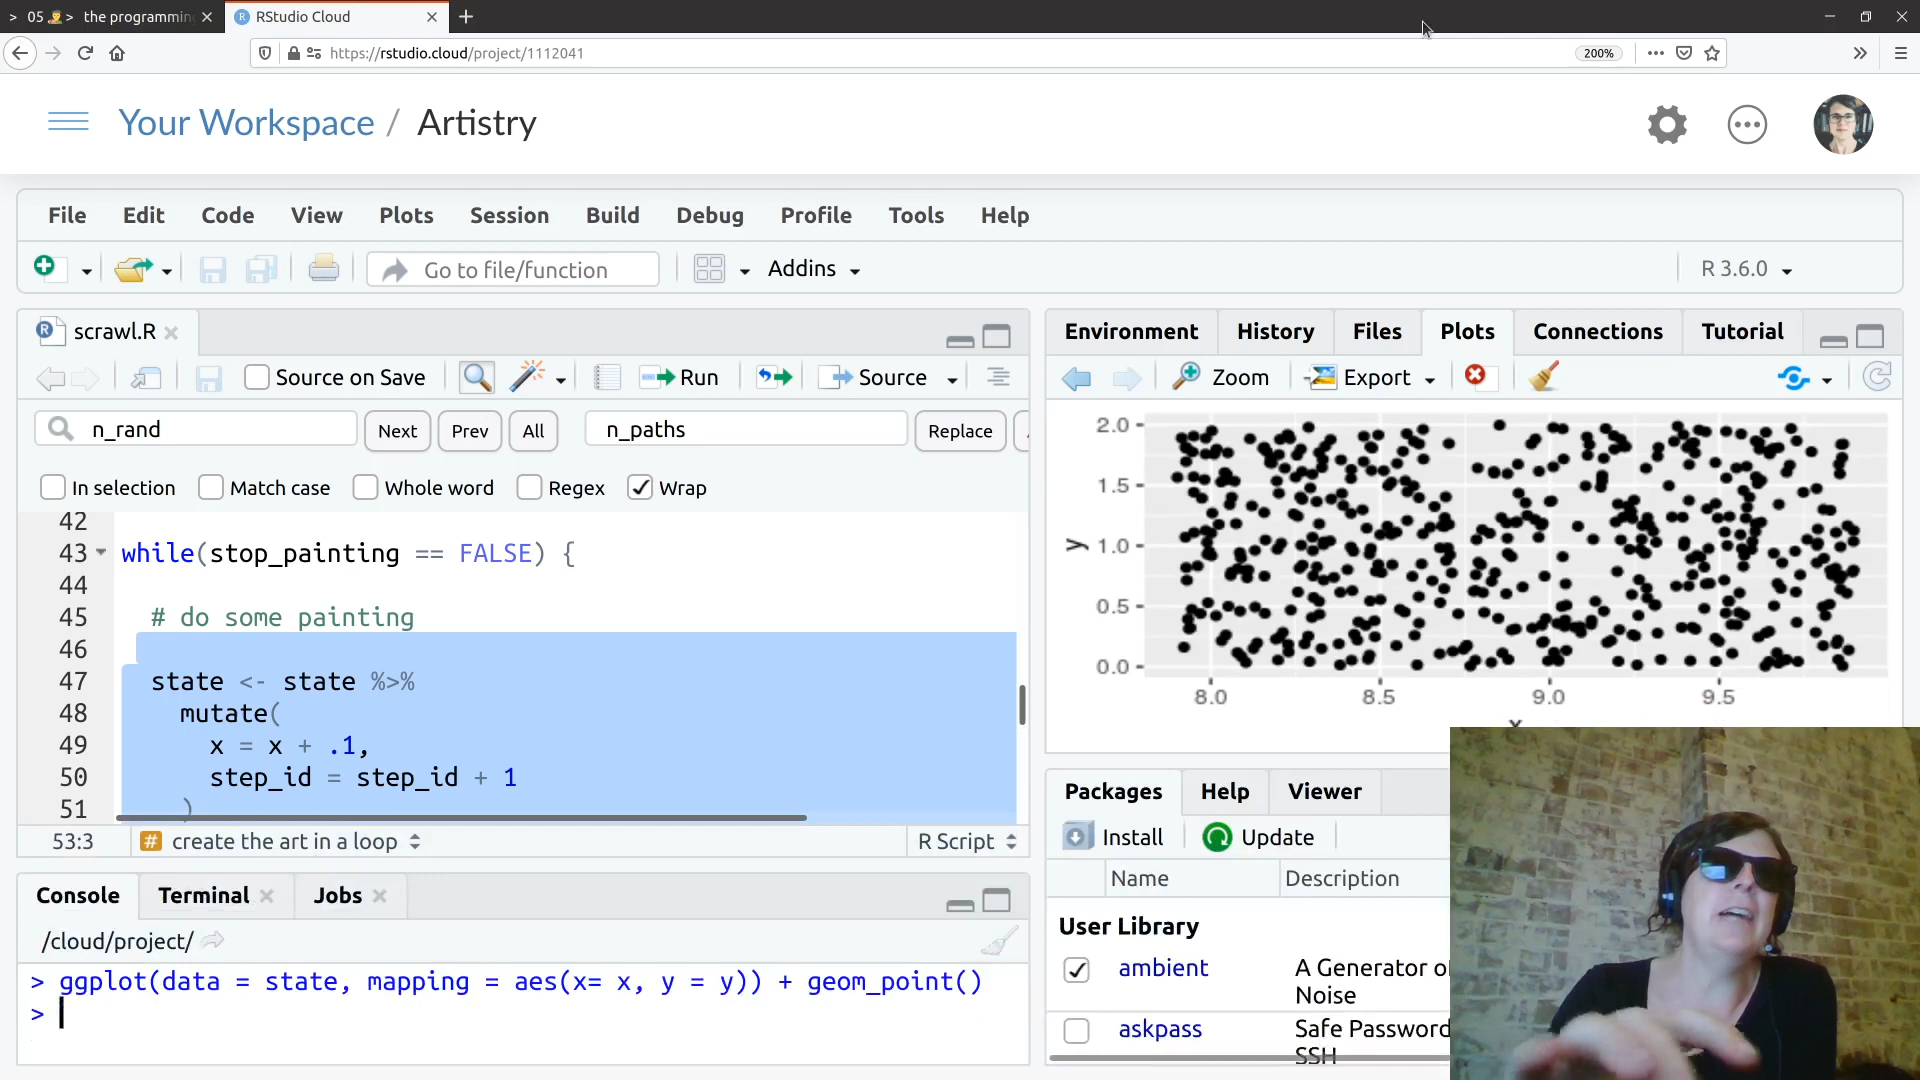 > 05 the programmin
RStudio Cloud
https://rstudio.cloud/project/1112041
200%
Your Workspace / Artistry
File Edit Code View Plots Session Build Debug Profile Tools Help
Go to file/function
Addins
R 3.6.0
scrawl.R
Source on Save
Run
Source
n_rand
Next
Prev
All
n_paths
Replace
In selection
Match case
Whole word
Regex
Wrap
42
43 while(stop_painting == FALSE) {
44
45 # do some painting
46
47 state <- state %>%
48 mutate(
49 x = x + .1,
50 step_id = step_id + 1
51 )
53:3
# create the art in a loop
R Script
Console
Terminal
Jobs
/cloud/project/
> ggplot(data = state, mapping = aes(x= x, y = y)) + geom_point()
>
Environment
History
Files
Plots
Connections
Tutorial
Zoom
Export
2.0
1.5
1.0
0.5
0.0
y
8.0
8.5
9.0
9.5
Packages
Help
Viewer
Install
Update
Name
Description
User Library
ambient
A Generator o
Noise
askpass
Safe Password
SSH